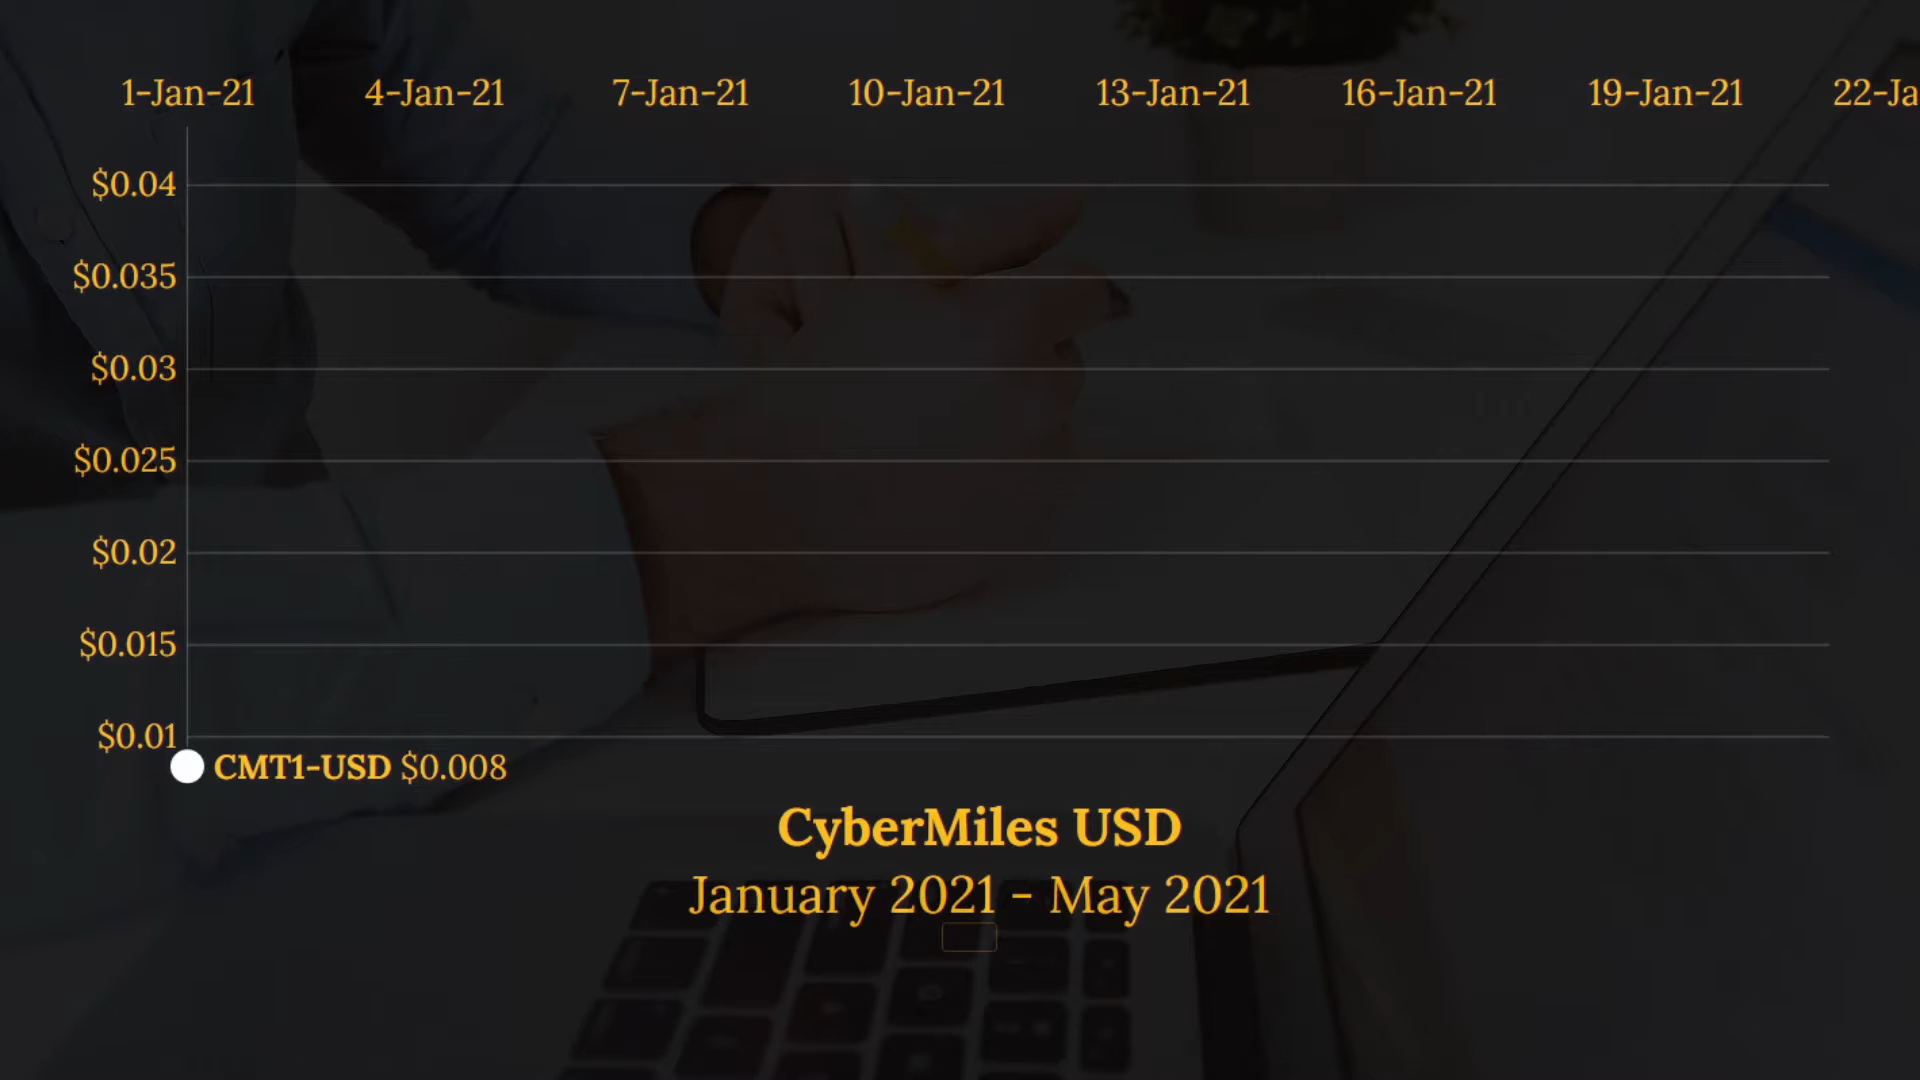 1-Jan-21 4-Jan-21 7-Jan-21 10-Jan-21 13-Jan-21 16-Jan-21 19-Jan-21 22-Ja
$0.04
$0.035
$0.03
$0.025
$0.02
$0.015
$0.01
CMT1-USD $0.008
CyberMiles USD
January 2021 - May 2021